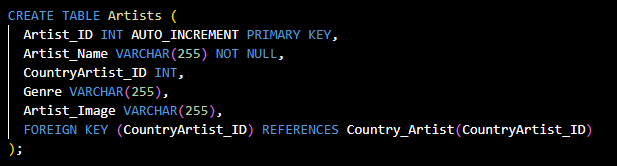 CREATE TABLE Artists (
Artist_ID INT AUTO_INCREMENT PRIMARY KEY,
Artist_Name VARCHAR(255) NOT NULL,
CountryArtist_ID INT,
Genre VARCHAR(255),
Artist_Image VARCHAR(255),
FOREIGN KEY (CountryArtist_ID) REFERENCES Country_Artist(CountryArtist_ID)
);